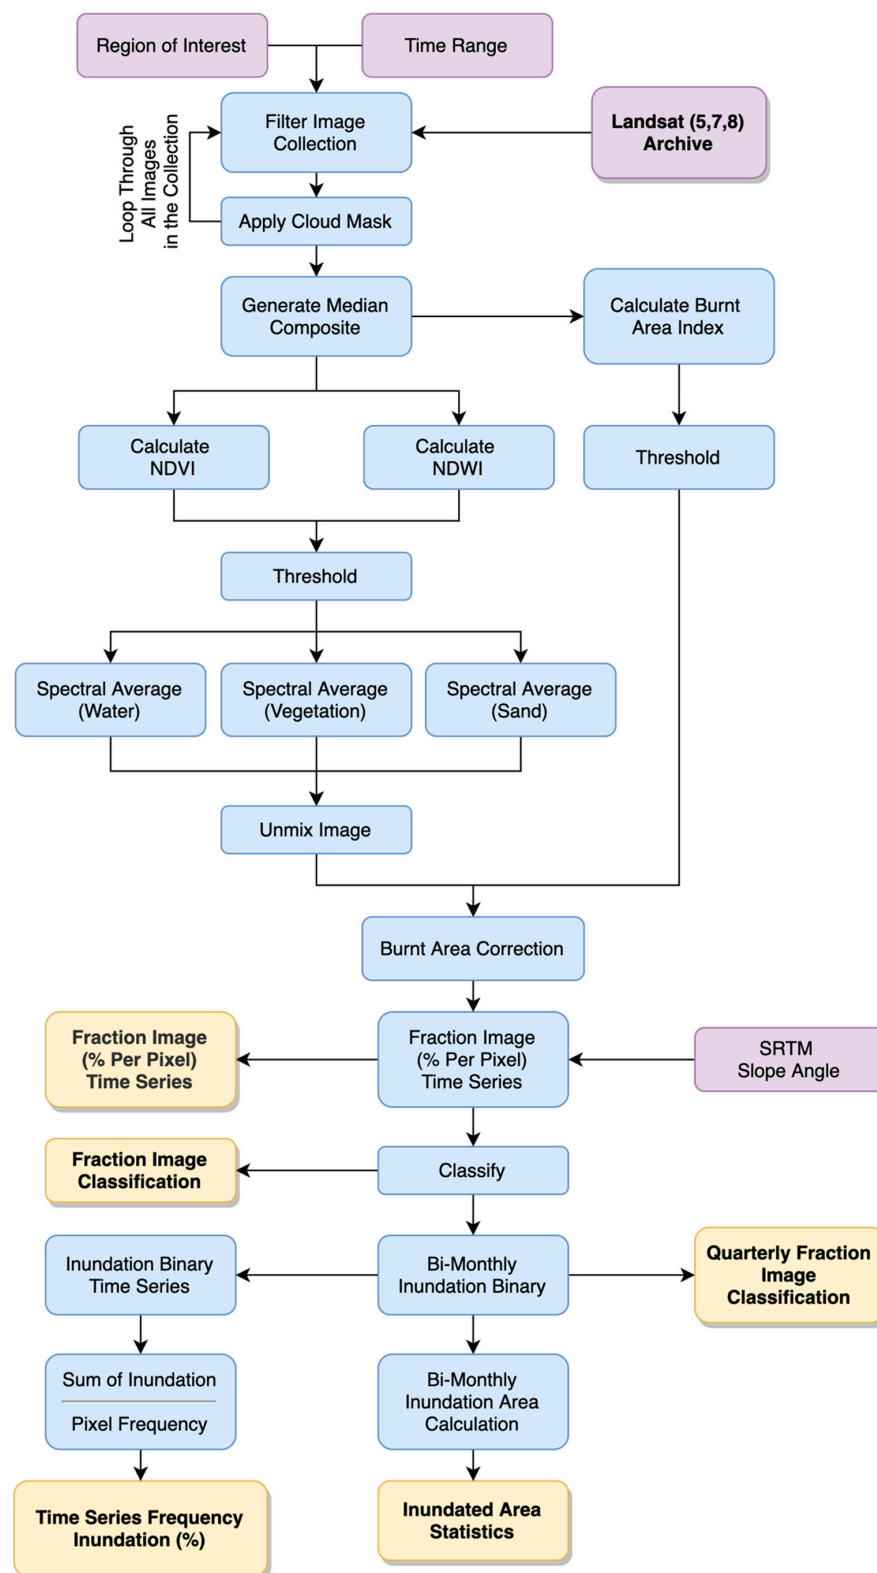 Region of Interest
Time Range
Filter Image
Collection
Landsat (5,7,8)
Archive
Loop Through
All Images
in the Collection
Apply Cloud Mask
Generate Median
Composite
Calculate Burnt
Area Index
Calculate
NDVI
Calculate
NDWI
Threshold
Threshold
Spectral Average
(Water)
Spectral Average
(Vegetation)
Spectral Average
(Sand)
Unmix Image
Burnt Area Correction
Fraction Image
(% Per Pixel)
Time Series
Fraction Image
(% Per Pixel)
Time Series
SRTM
Slope Angle
Fraction Image
Classification
Classify
Inundation Binary
Time Series
Bi-Monthly
Inundation Binary
Quarterly Fraction
Image
Classification
Sum of Inundation
Pixel Frequency
Bi-Monthly
Inundation Area
Calculation
Time Series Frequency
Inundation (%)
Inundated Area
Statistics